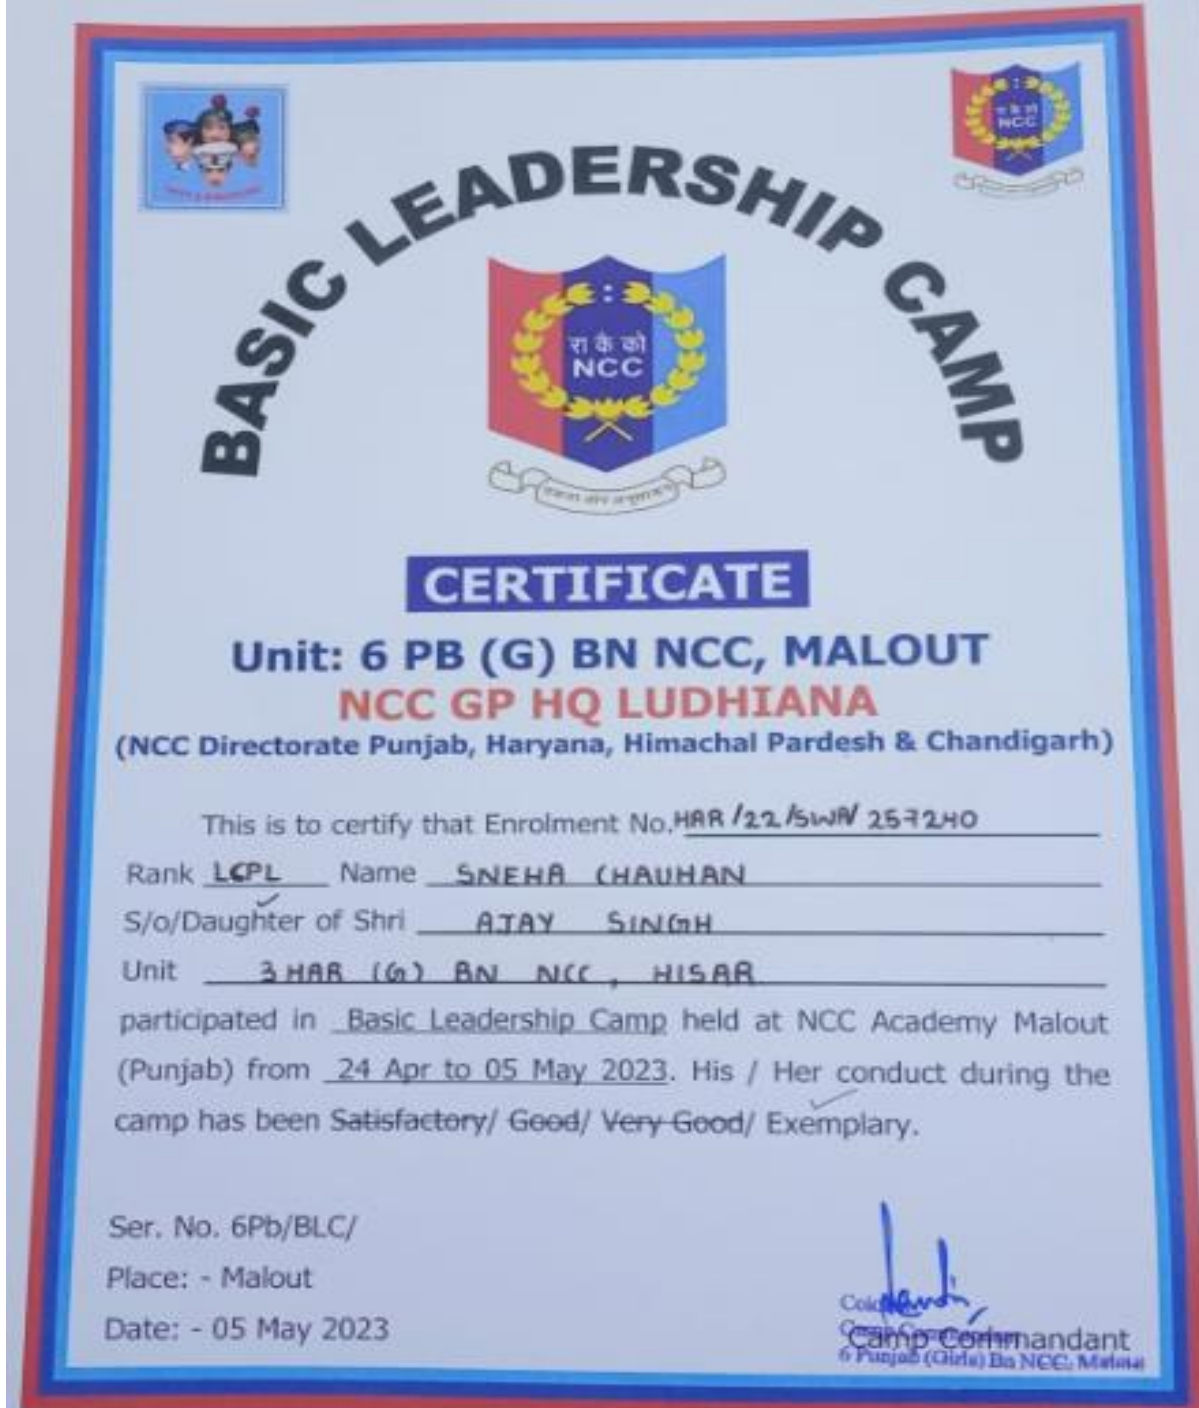 BASIC LEADERSHIP CAMP
रा कै को
NCC
रा कै को
NCC
एकता और अनुशासन
CERTIFICATE
Unit: 6 PB (G) BN NCC, MALOUT
NCC GP HQ LUDHIANA
(NCC Directorate Punjab, Haryana, Himachal Pardesh & Chandigarh)
This is to certify that Enrolment No. HAR/22/SWA/257240
Rank LCPL Name SNEHA CHAUHAN
S/o/Daughter of Shri AJAY SINGH
Unit 3 HAR (G) BN NCC, HISAR
participated in Basic Leadership Camp held at NCC Academy Malout
(Punjab) from 24 Apr to 05 May 2023. His / Her conduct during the
camp has been Satisfactory/ Good/ Very Good/ Exemplary.
Ser. No. 6Pb/BLC/
Place: - Malout
Date: - 05 May 2023
Camp Commandant
6 Punjab (Girls) Bn NCC, Malout